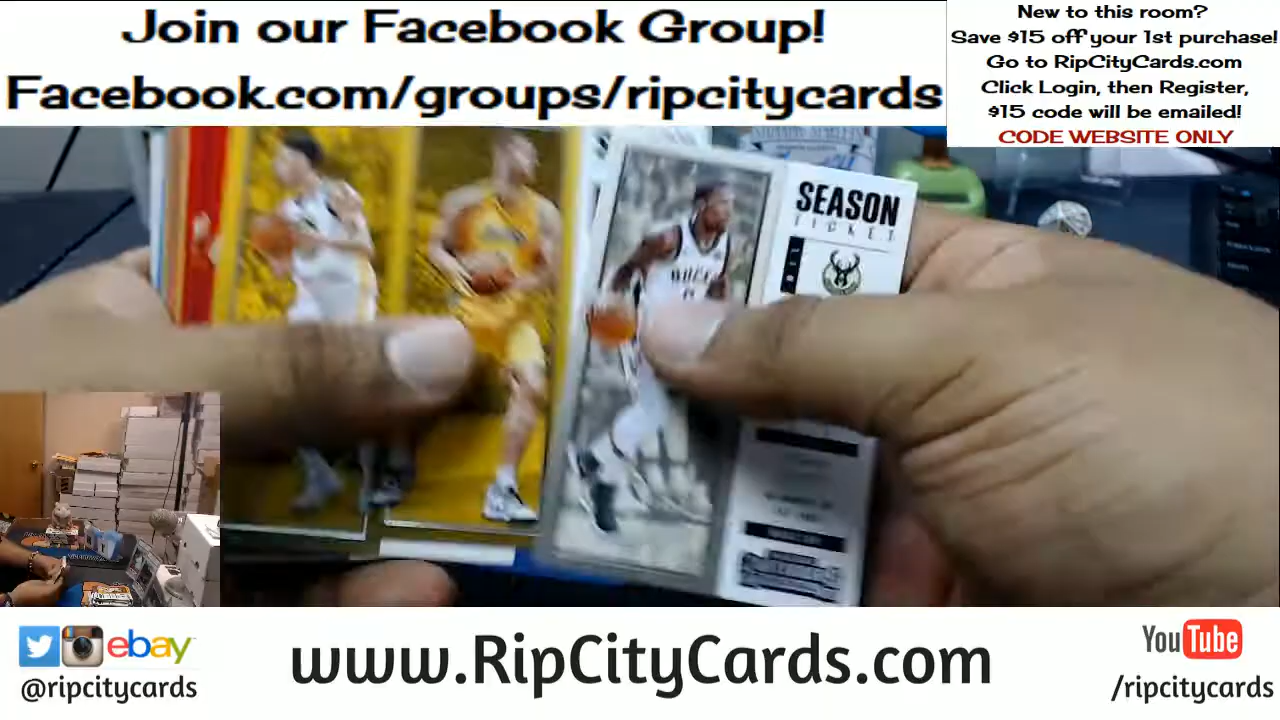 Join our Facebook Group!
Facebook.com/groups/ripcitycards
New to this room?
Save $15 off your 1st purchase!
Go to RipCityCards.com
Click Login, then Register,
$15 code will be emailed!
CODE WEBSITE ONLY
SEASON
TICKET
BUCKS
ebay
@ripcitycards
www.RipCityCards.com
YouTube
/ripcitycards